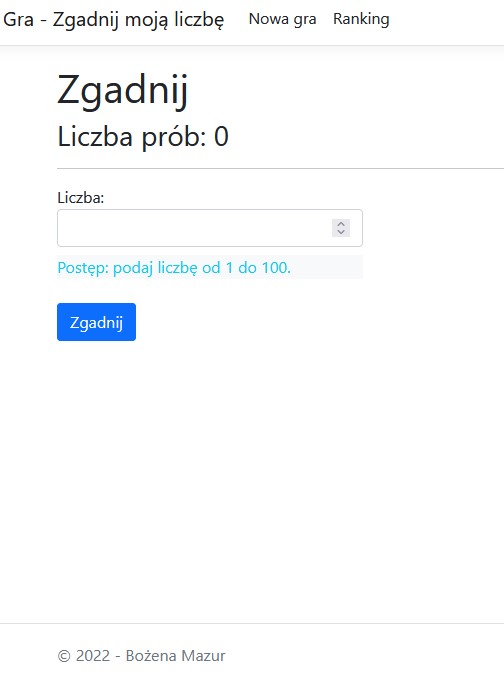 Gra - Zgadnij moją liczbę Nowa gra Ranking
Zgadnij
Liczba prób: 0
Liczba:
Postęp: podaj liczbę od 1 do 100.
Zgadnij
© 2022 - Bożena Mazur